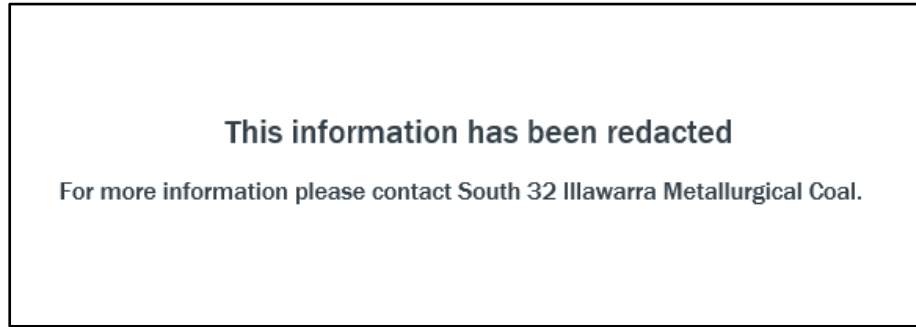 This information has been redacted
For more information please contact South 32 Illawarra Metallurgical Coal.